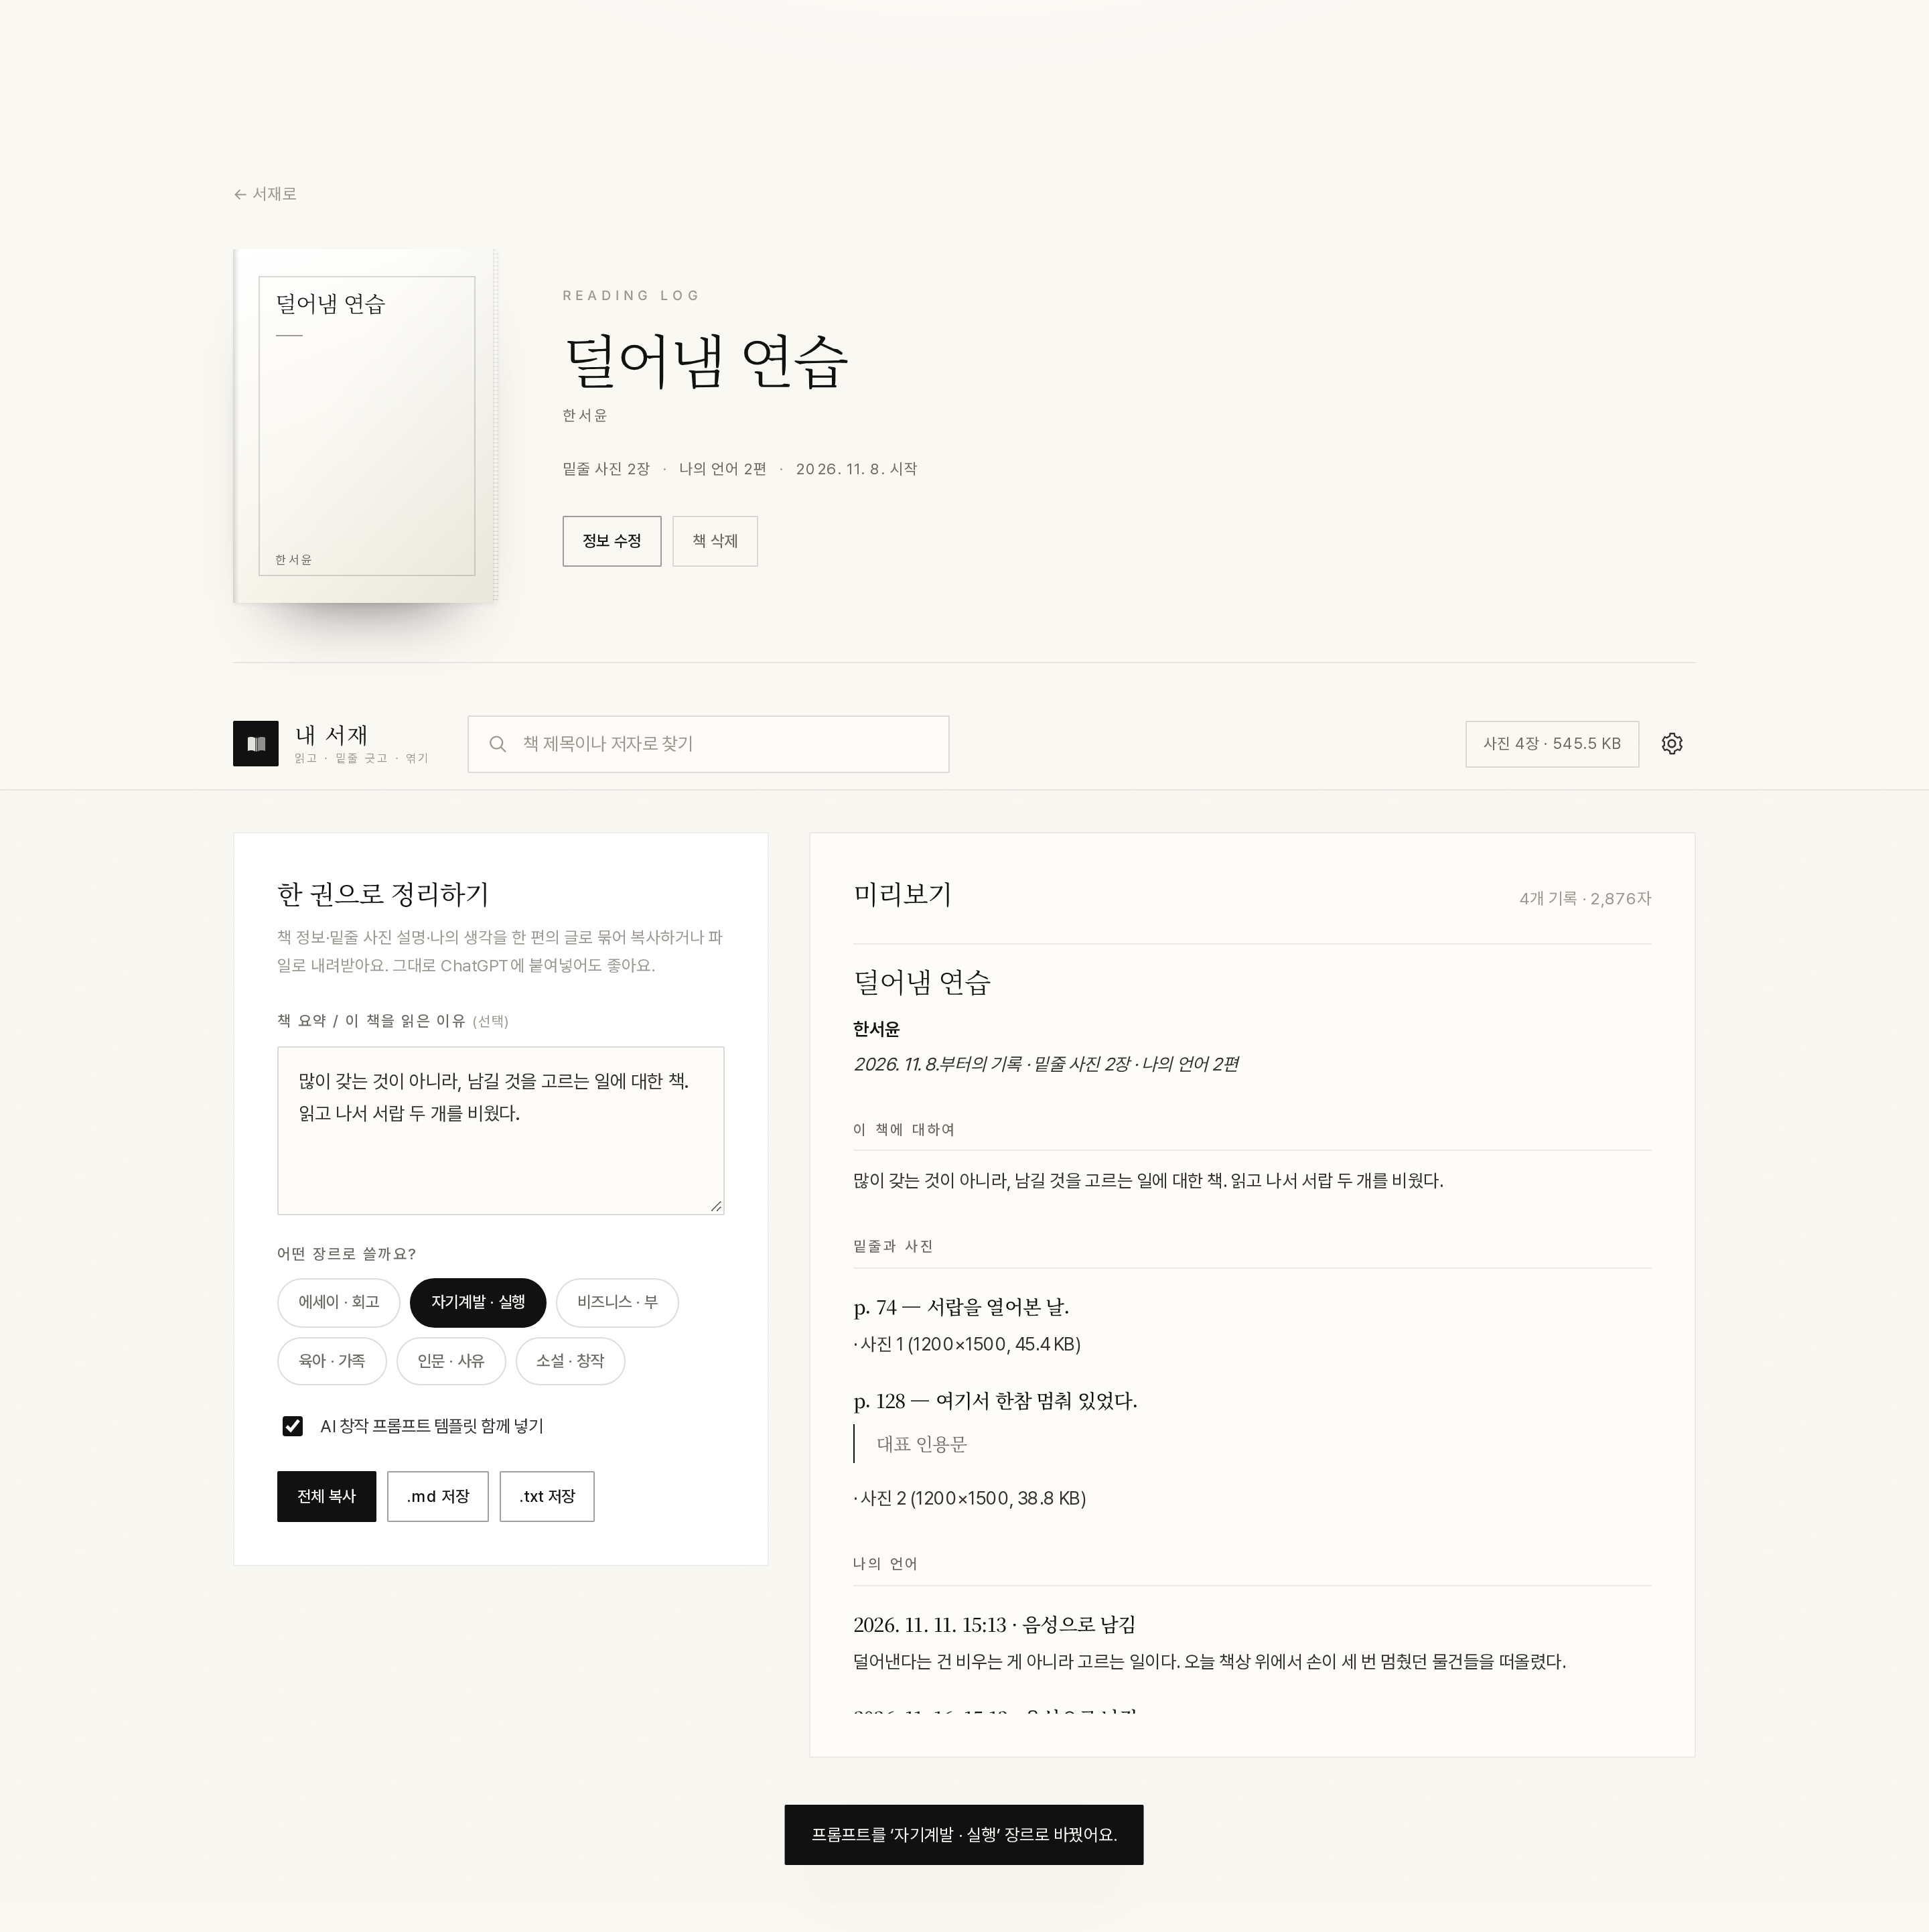 ← 서재로
덜어냄 연습
한서윤
READING LOG
덜어냄 연습
한서윤
밑줄 사진 2장 · 나의 언어 2편 · 2026. 11. 8. 시작
정보 수정
책 삭제
내 서재
읽고 · 밑줄 긋고 · 엮기
책 제목이나 저자로 찾기
사진 4장 · 545.5 KB
한 권으로 정리하기
책 정보·밑줄 사진 설명·나의 생각을 한 편의 글로 묶어 복사하거나 파
일로 내려받아요. 그대로 ChatGPT에 붙여넣어도 좋아요.
책 요약 / 이 책을 읽은 이유 (선택)
많이 갖는 것이 아니라, 남길 것을 고르는 일에 대한 책.
읽고 나서 서랍 두 개를 비웠다.
어떤 장르로 쓸까요?
에세이 · 회고
자기계발 · 실행
비즈니스 · 부
육아 · 가족
인문 · 사유
소설 · 창작
AI 창작 프롬프트 템플릿 함께 넣기
전체 복사
.md 저장
.txt 저장
미리보기
4개 기록 · 2,876자
덜어냄 연습
한서윤
2026. 11. 8.부터의 기록 · 밑줄 사진 2장 · 나의 언어 2편
이 책에 대하여
많이 갖는 것이 아니라, 남길 것을 고르는 일에 대한 책. 읽고 나서 서랍 두 개를 비웠다.
밑줄과 사진
p. 74 — 서랍을 열어본 날.
· 사진 1 (1200×1500, 45.4 KB)
p. 128 — 여기서 한참 멈춰 있었다.
대표 인용문
· 사진 2 (1200×1500, 38.8 KB)
나의 언어
2026. 11. 11. 15:13 · 음성으로 남김
덜어낸다는 건 비우는 게 아니라 고르는 일이다. 오늘 책상 위에서 손이 세 번 멈췄던 물건들을 떠올렸다.
프롬프트를 ‘자기계발 · 실행’ 장르로 바꿨어요.